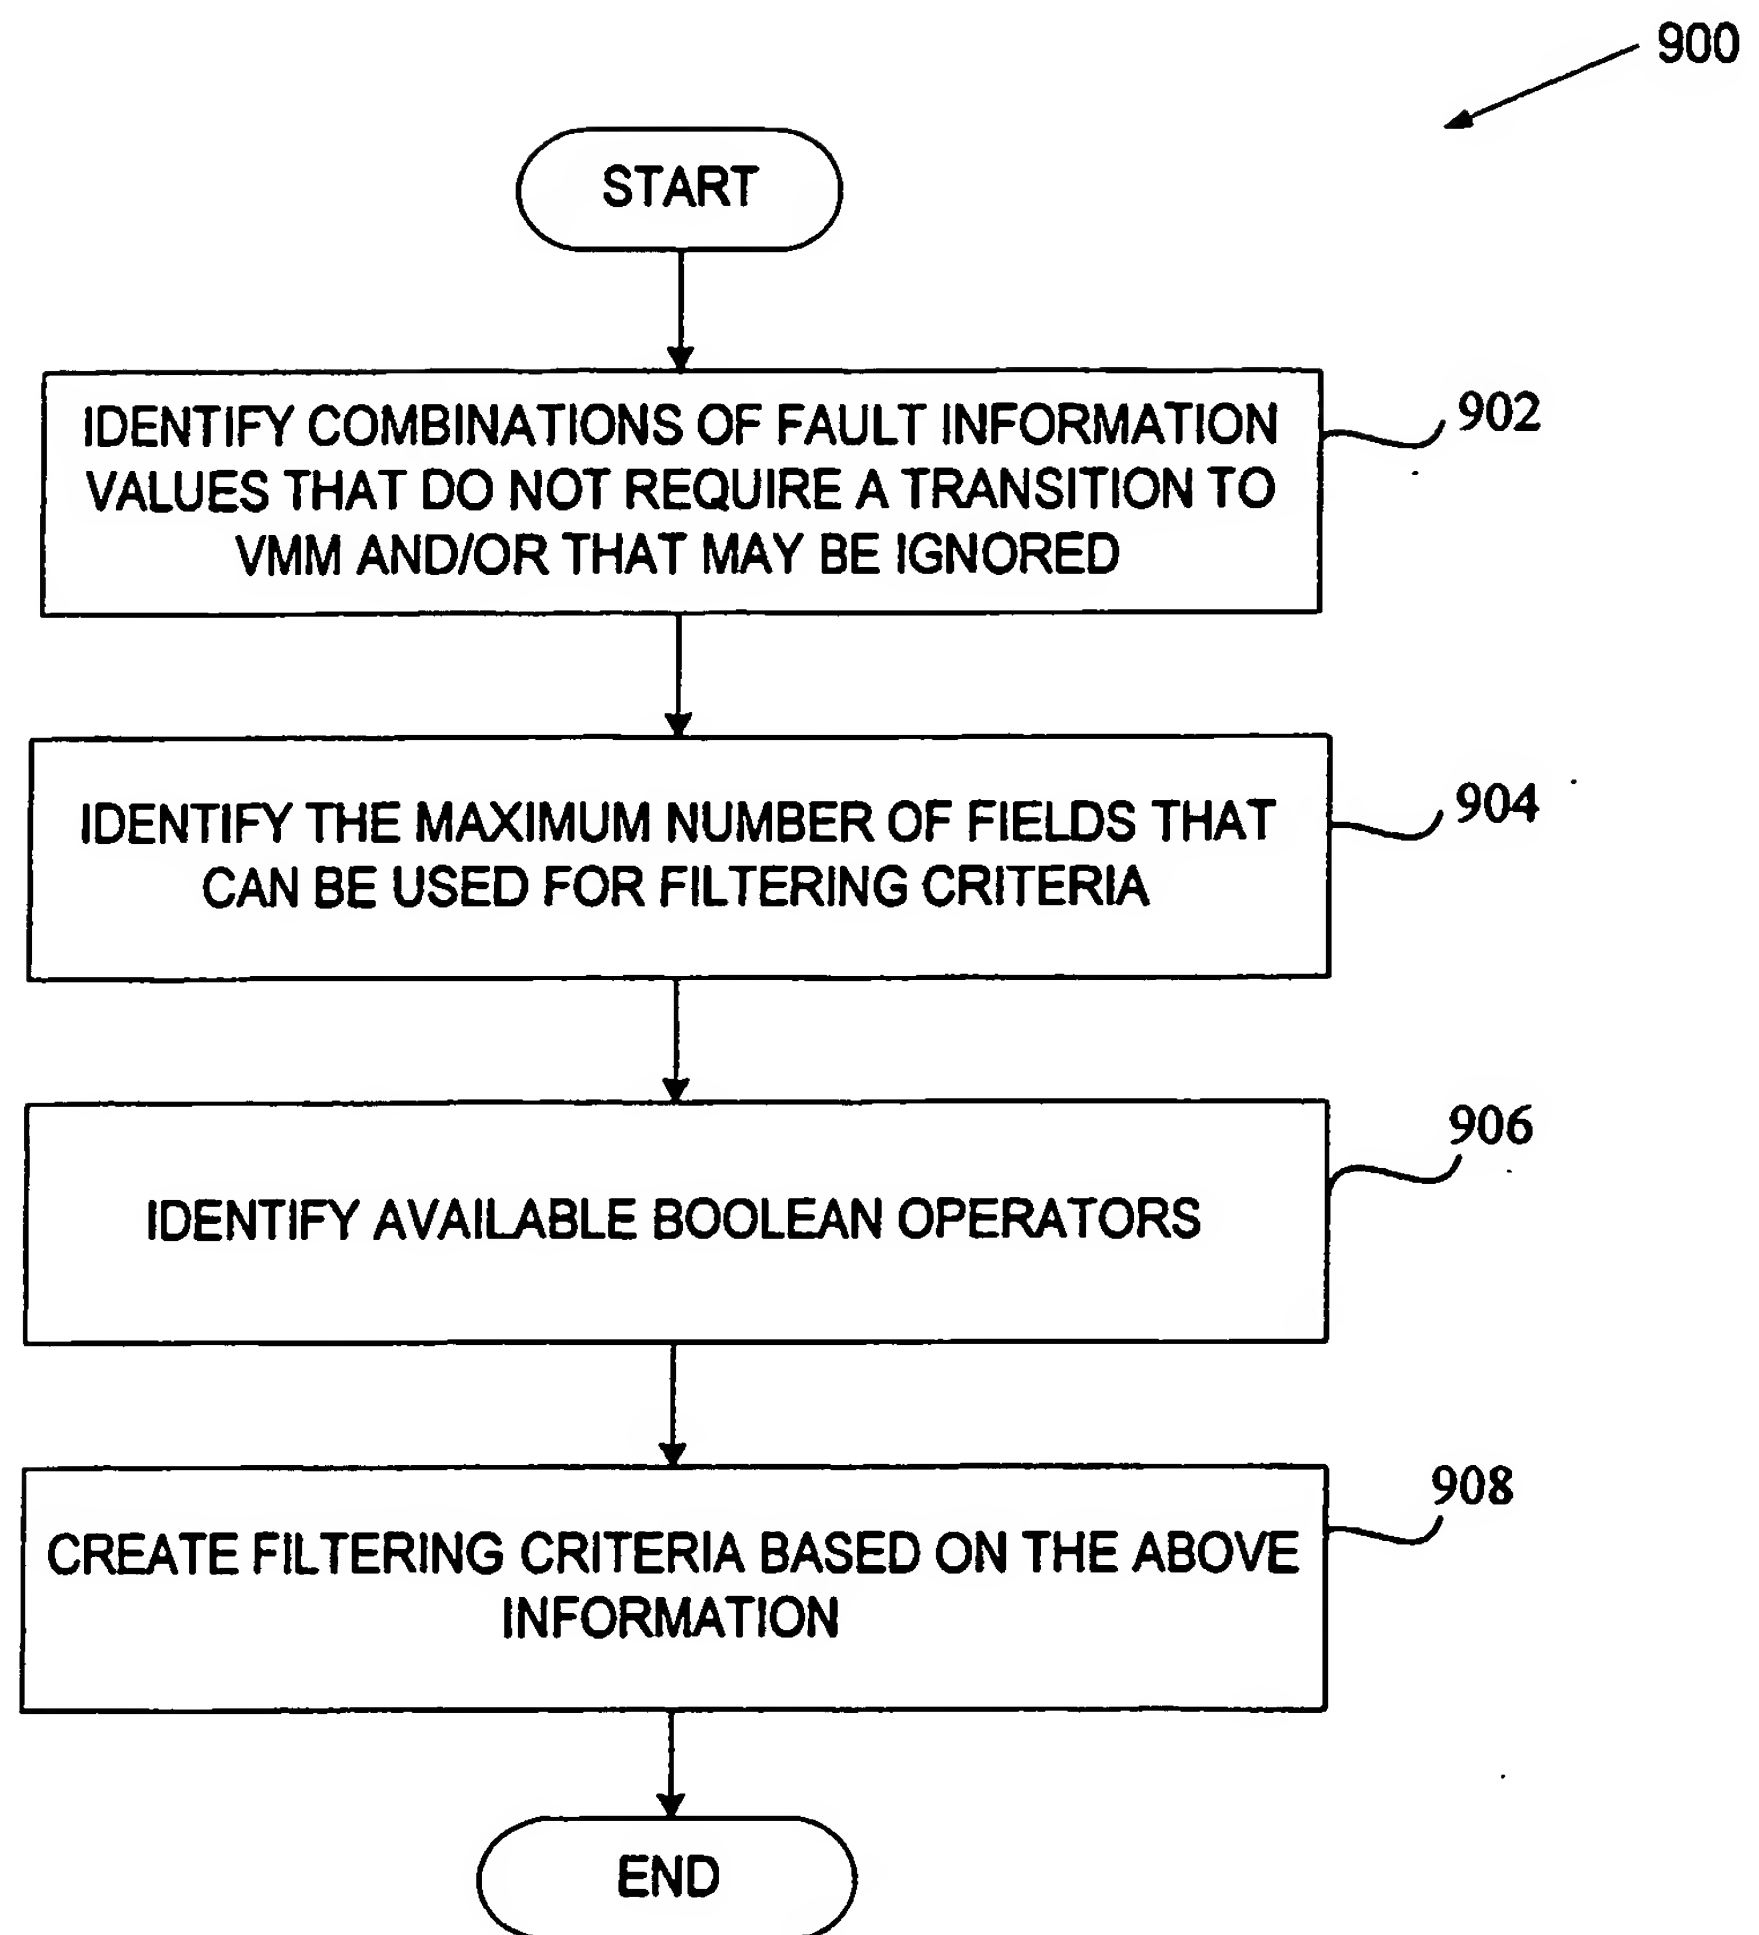 900
START
IDENTIFY COMBINATIONS OF FAULT INFORMATION
VALUES THAT DO NOT REQUIRE A TRANSITION TO
VMM AND/OR THAT MAY BE IGNORED
902
IDENTIFY THE MAXIMUM NUMBER OF FIELDS THAT
CAN BE USED FOR FILTERING CRITERIA
904
IDENTIFY AVAILABLE BOOLEAN OPERATORS
906
CREATE FILTERING CRITERIA BASED ON THE ABOVE
INFORMATION
908
END